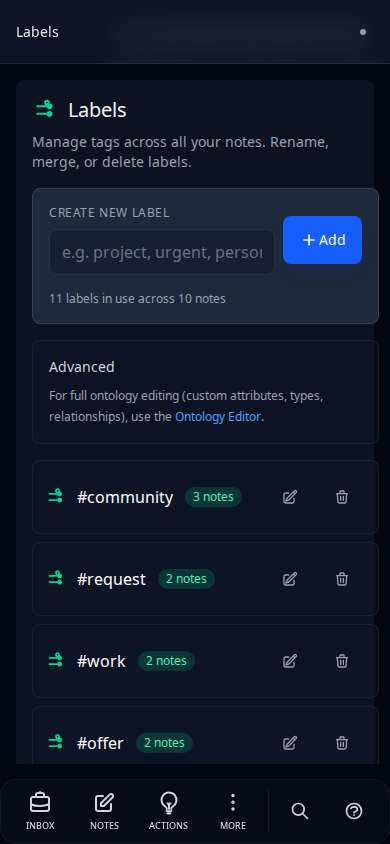 Labels
Labels
Manage tags across all your notes. Rename,
merge, or delete labels.
CREATE NEW LABEL
e.g. project, urgent, person
+ Add
11 labels in use across 10 notes
Advanced
For full ontology editing (custom attributes, types,
relationships), use the Ontology Editor.
#community 3 notes
#request 2 notes
#work 2 notes
#offer 2 notes
INBOX NOTES ACTIONS MORE